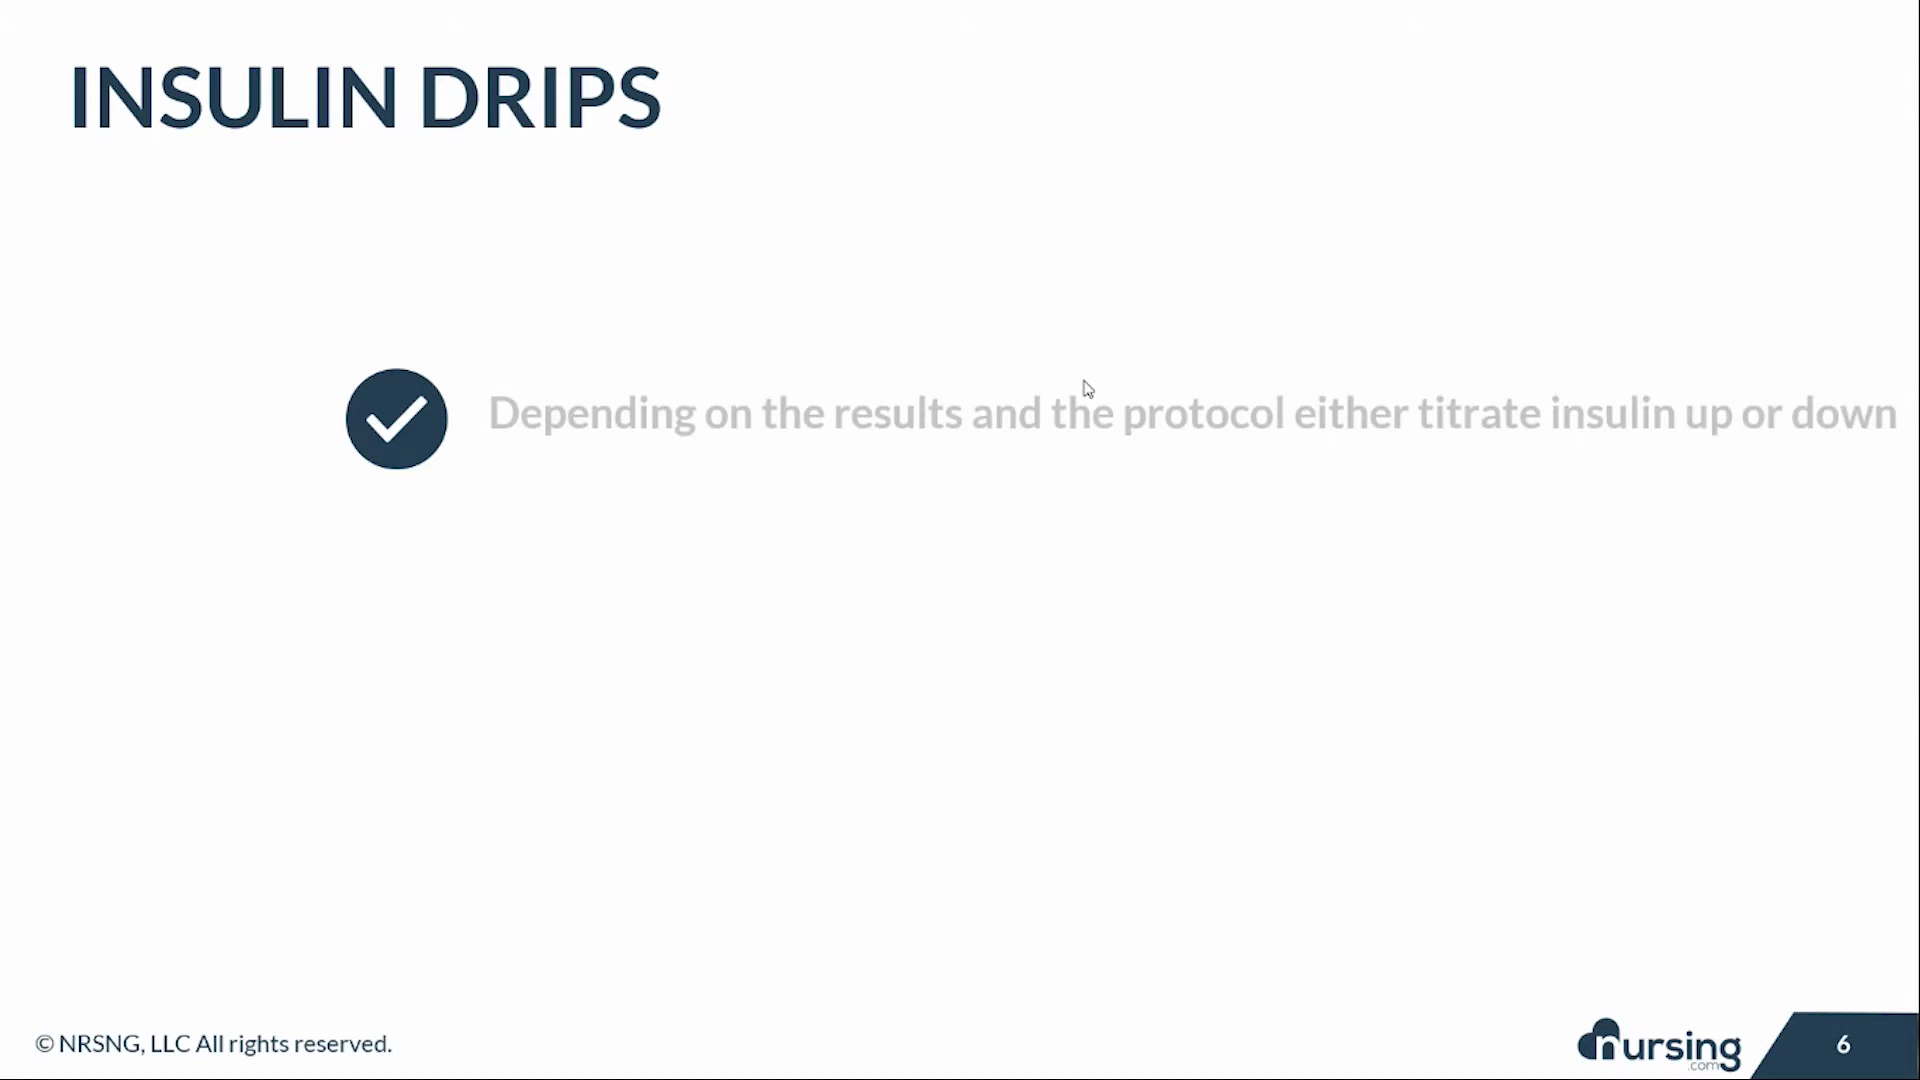 INSULIN DRIPS
Depending on the results and the protocol either titrate insulin up or down
© NRSNG, LLC All rights reserved.
nursing
.com
6